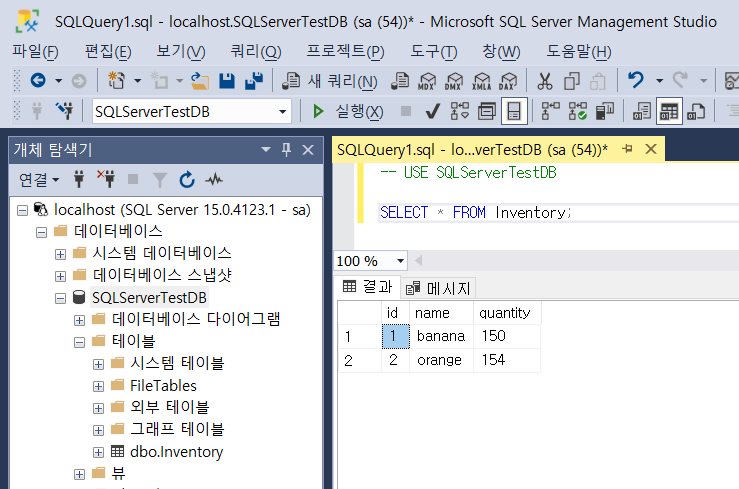 SQLQuery1.sql - localhost.SQLServerTestDB (sa (54))* - Microsoft SQL Server Management Studio
파일(F) 편집(E) 보기(V) 쿼리(Q) 프로젝트(P) 도구(T) 창(W) 도움말(H)
새 쿼리(N) MDX DMX XMLA DAX
SQLServerTestDB 실행(X)
개체 탐색기
연결
localhost (SQL Server 15.0.4123.1 - sa)
데이터베이스
시스템 데이터베이스
데이터베이스 스냅샷
SQLServerTestDB
데이터베이스 다이어그램
테이블
시스템 테이블
FileTables
외부 테이블
그래프 테이블
dbo.Inventory
뷰
SQLQuery1.sql - lo...verTestDB (sa (54))*
-- USE SQLServerTestDB
SELECT * FROM Inventory;
100 %
결과 메시지
id name quantity
1 1 banana 150
2 2 orange 154